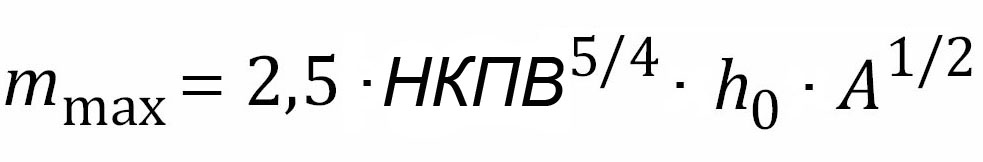 m_max = 2,5 · НКПВ^5/4 · h_0 · A^1/2